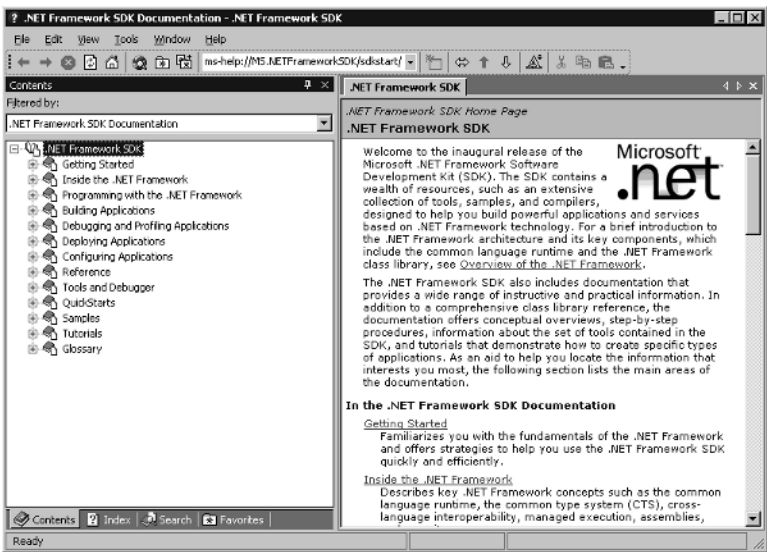 .NET Framework SDK Documentation - .NET Framework SDK
File Edit View Tools Window Help
ms-help://MS.NETFrameworkSDK/sdkstart/
Contents
Filtered by:
.NET Framework SDK Documentation
.NET Framework SDK
Getting Started
Inside the .NET Framework
Programming with the .NET Framework
Building Applications
Debugging and Profiling Applications
Deploying Applications
Configuring Applications
Reference
Tools and Debugger
QuickStarts
Samples
Tutorials
Glossary
Contents Index Search Favorites
Ready
.NET Framework SDK
.NET Framework SDK Home Page
.NET Framework SDK
Microsoft
.net
Welcome to the inaugural release of the
Microsoft .NET Framework Software
Development Kit (SDK). The SDK contains a
wealth of resources, such as an extensive
collection of tools, samples, and compilers,
designed to help you build powerful applications and services
based on .NET Framework technology. For a brief introduction to
the .NET Framework architecture and its key components, which
include the common language runtime and the .NET Framework
class library, see Overview of the .NET Framework.
The .NET Framework SDK also includes documentation that
provides a wide range of instructive and practical information. In
addition to a comprehensive class library reference, the
documentation offers conceptual overviews, step-by-step
procedures, information about the set of tools contained in the
SDK, and tutorials that demonstrate how to create specific types
of applications. As an aid to help you locate the information that
interests you most, the following section lists the main areas of
the documentation.
In the .NET Framework SDK Documentation
Getting Started
Familiarizes you with the fundamentals of the .NET Framework
and offers strategies to help you use the .NET Framework SDK
quickly and efficiently.
Inside the .NET Framework
Describes key .NET Framework concepts such as the common
language runtime, the common type system (CTS), cross-
language interoperability, managed execution, assemblies,